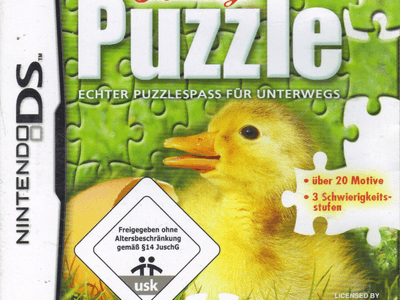 Puzzle
ECHTER PUZZLESPASS FÜR UNTERWEGS
NINTENDO DS
• über 20 Motive
• 3 Schwierigkeits-
stufen
Freigegeben ohne
Altersbeschränkung
gemäß §14 JuschG
usk
LICENSED BY